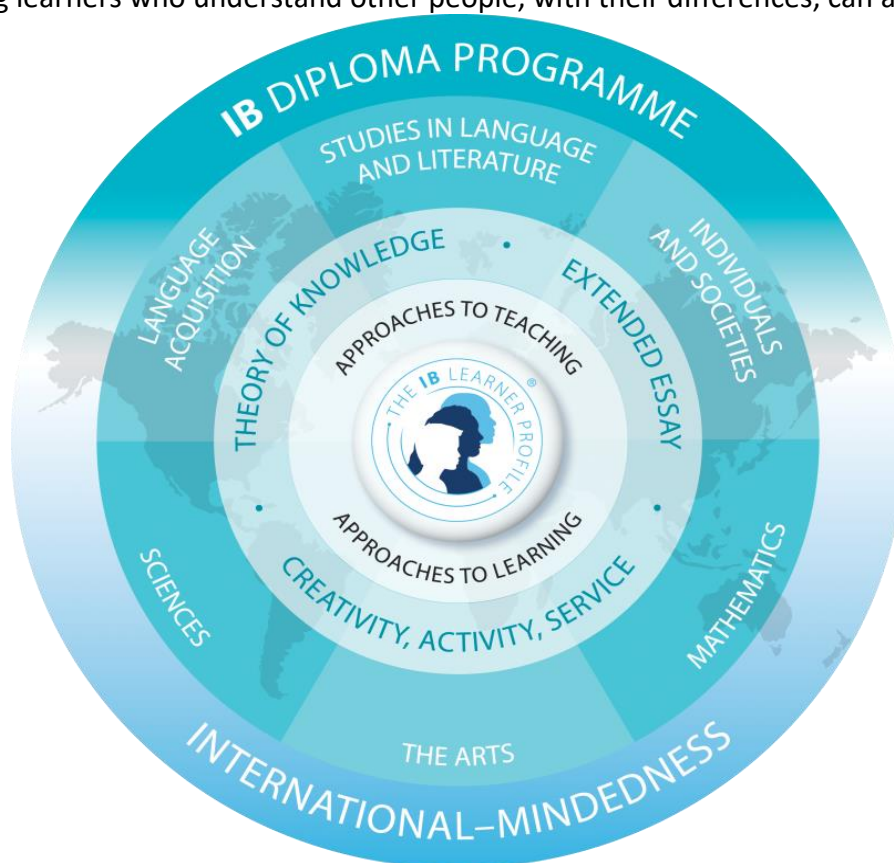 g learners who understand other people, with their differences, can a
IB DIPLOMA PROGRAMME
STUDIES IN LANGUAGE
AND LITERATURE
LANGUAGE
ACQUISITION
INDIVIDUALS
AND SOCIETIES
THEORY OF KNOWLEDGE
EXTENDED ESSAY
APPROACHES TO TEACHING
THE IB LEARNER PROFILE ®
APPROACHES TO LEARNING
CREATIVITY, ACTIVITY, SERVICE
SCIENCES
MATHEMATICS
THE ARTS
INTERNATIONAL–MINDEDNESS